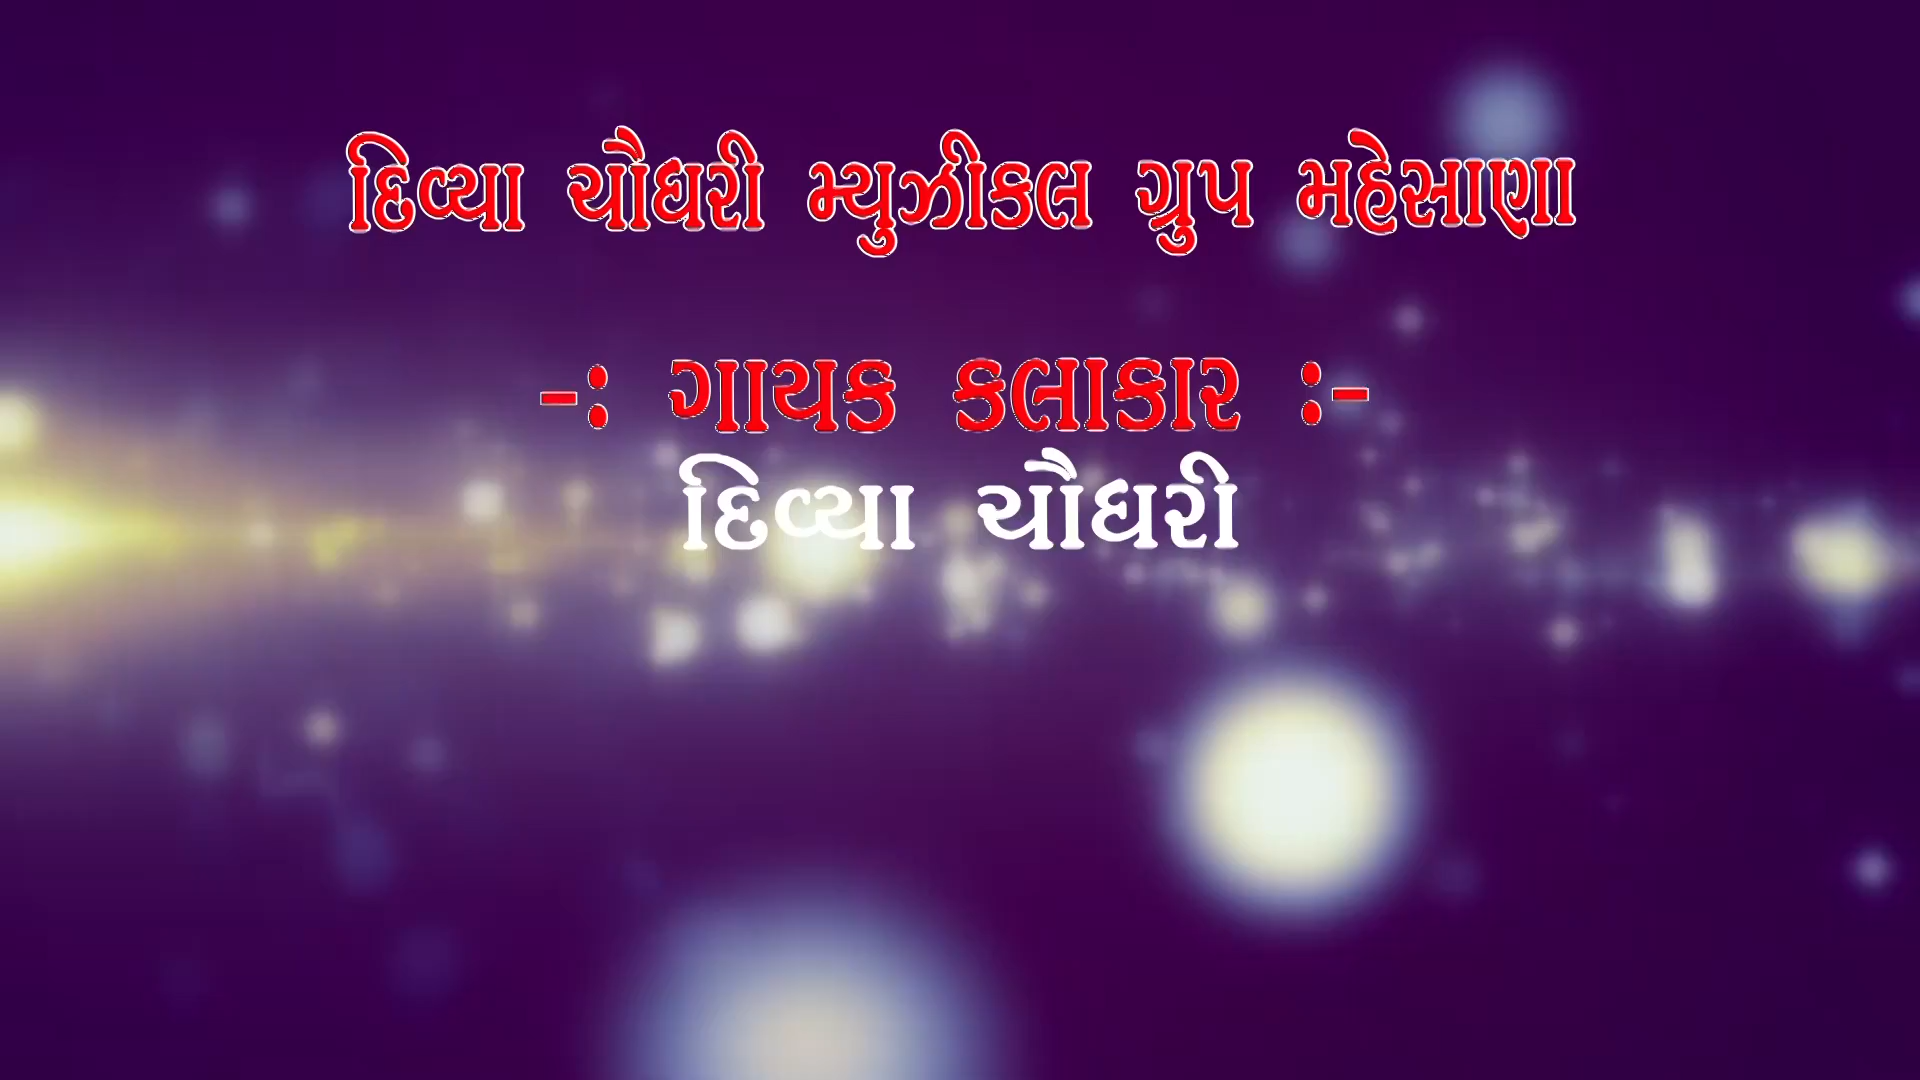 દિવ્યા ચૌધરી મ્યુઝીકલ ગ્રુપ મહેસાણા
-: ગાયક કલાકાર :-
દિવ્યા ચૌધરી